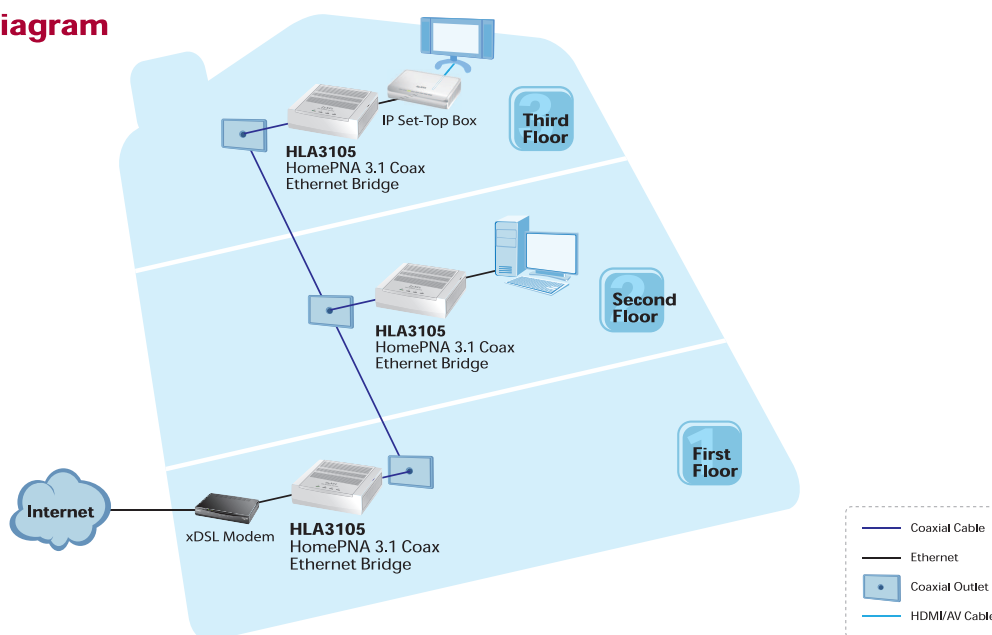 iagram
IP Set-Top Box
Third
Floor
HLA3105
HomePNA 3.1 Coax
Ethernet Bridge
Second
Floor
HLA3105
HomePNA 3.1 Coax
Ethernet Bridge
First
Floor
Internet
xDSL Modem
HLA3105
HomePNA 3.1 Coax
Ethernet Bridge
Coaxial Cable
Ethernet
Coaxial Outlet
HDMI/AV Cable